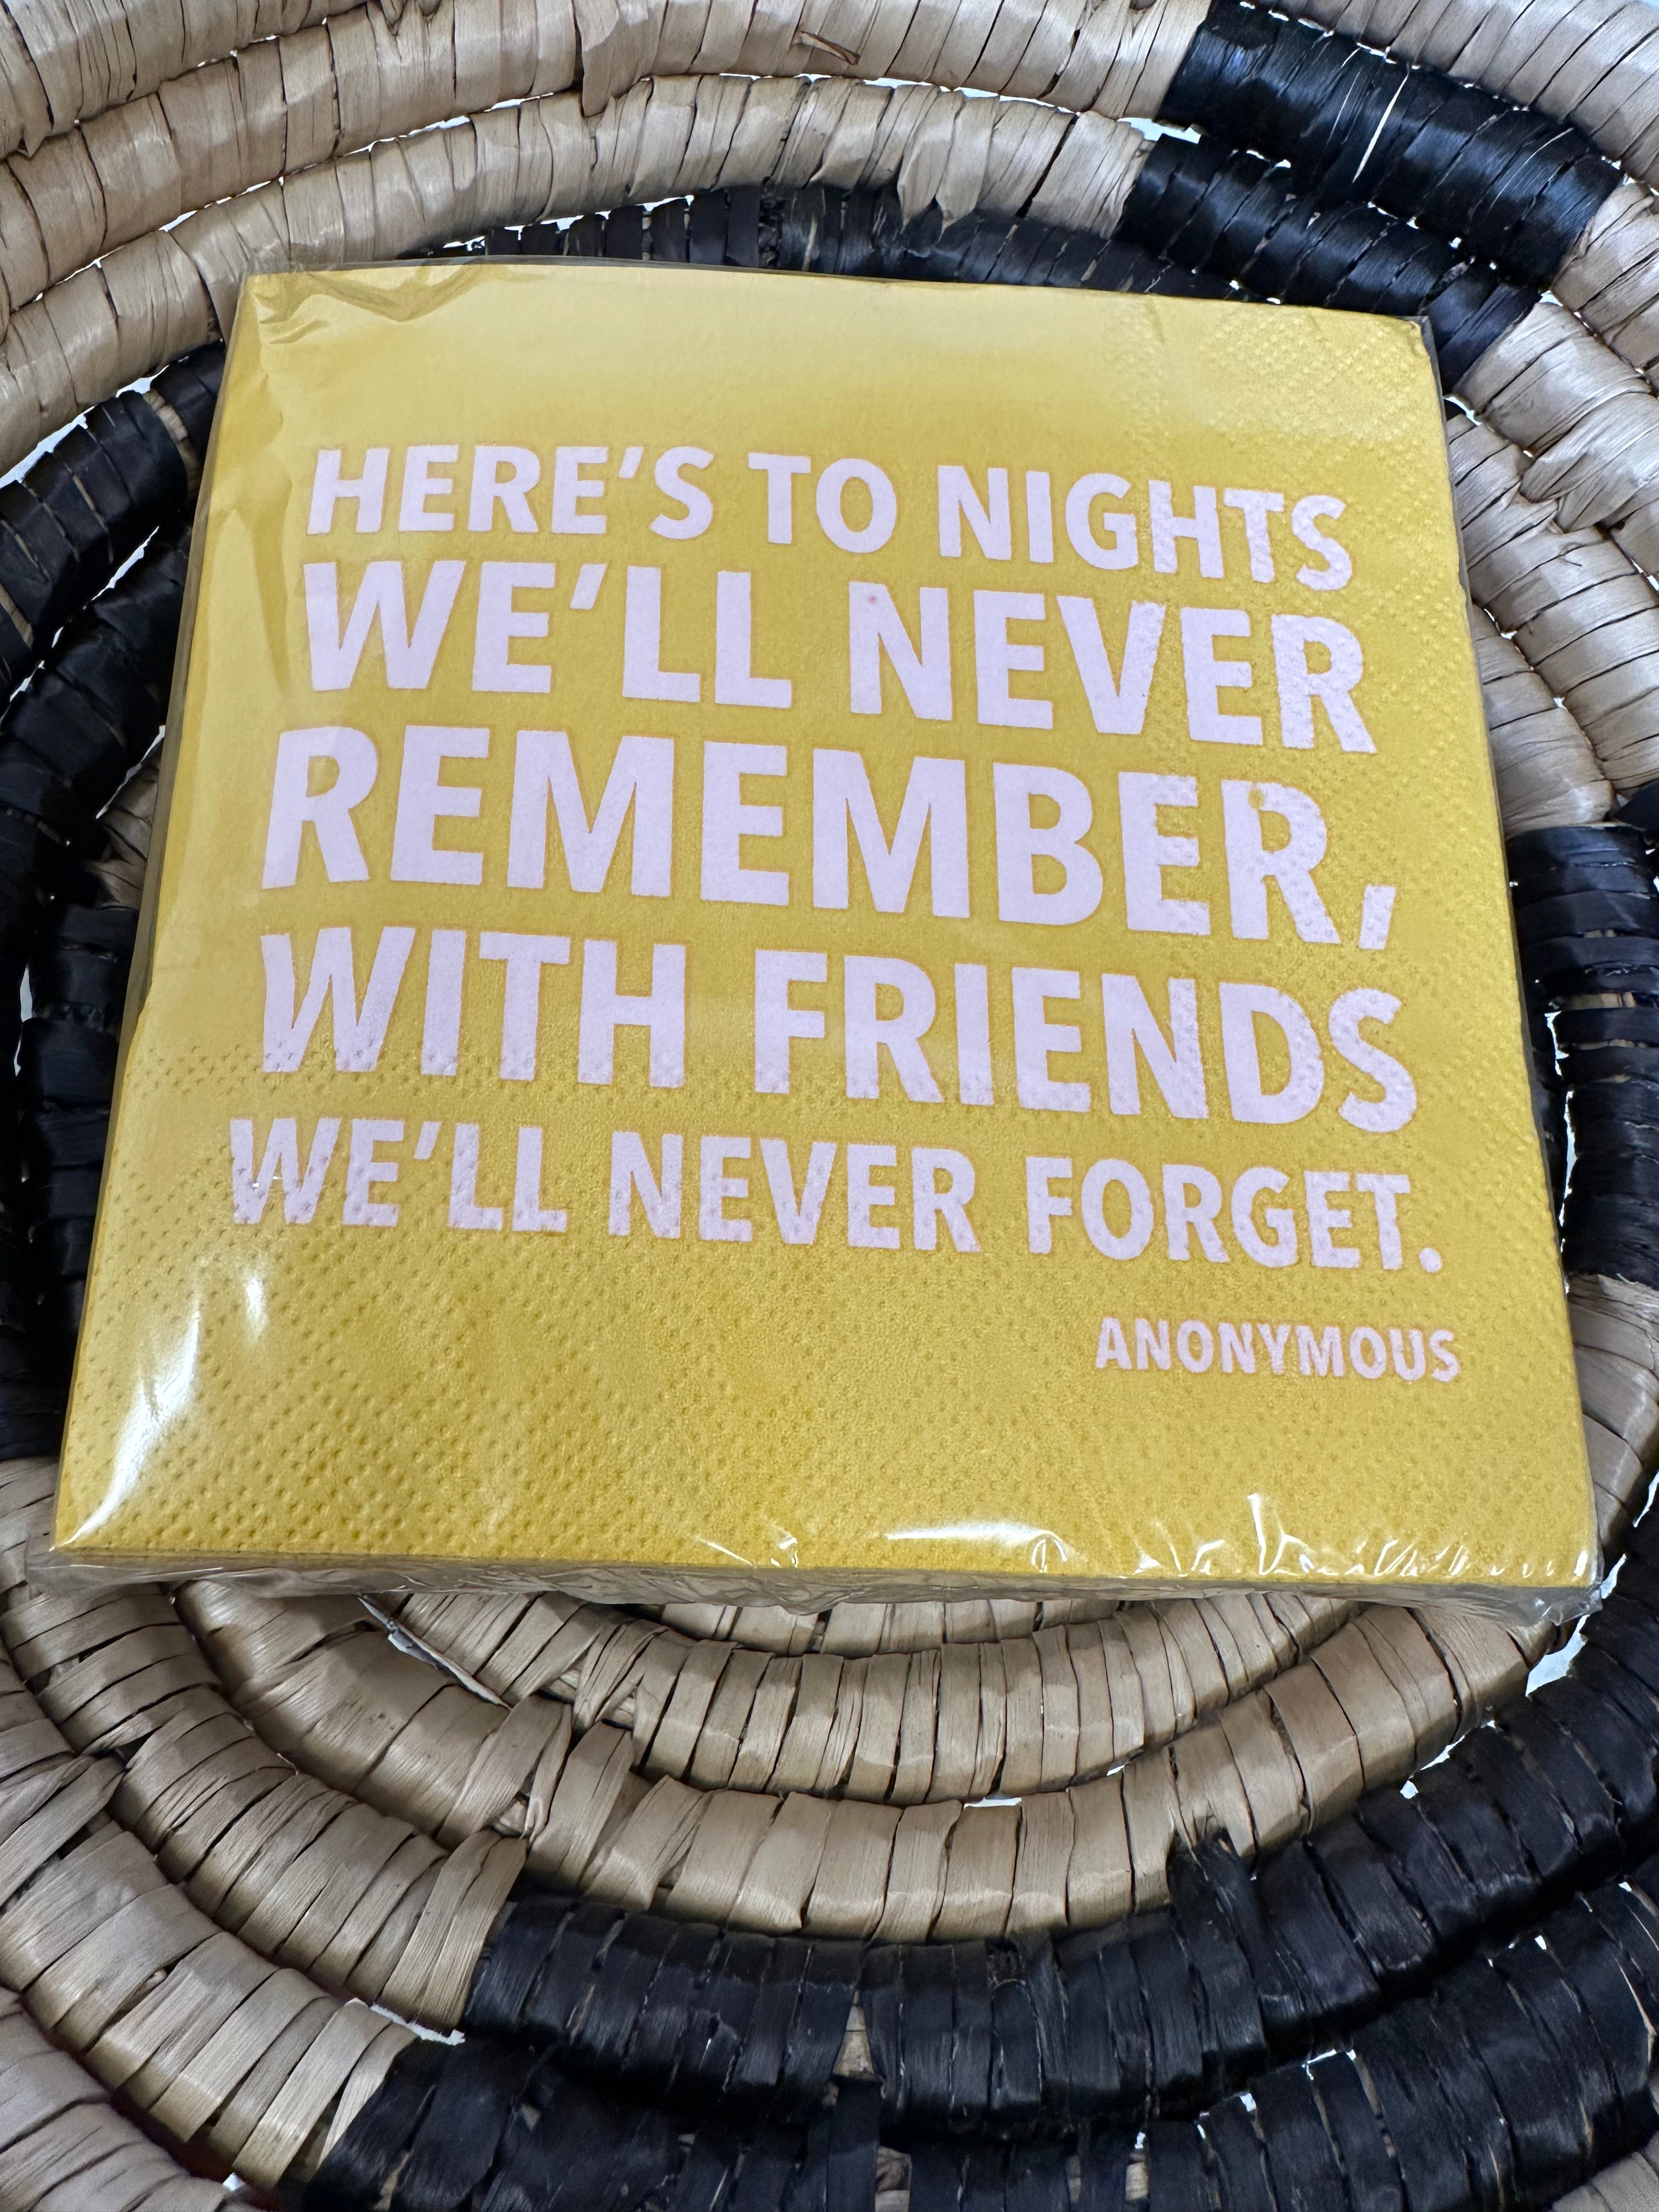 HERE'S TO NIGHTS
WE'LL NEVER
REMEMBER,
WITH FRIENDS
WE'LL NEVER FORGET.
ANONYMOUS